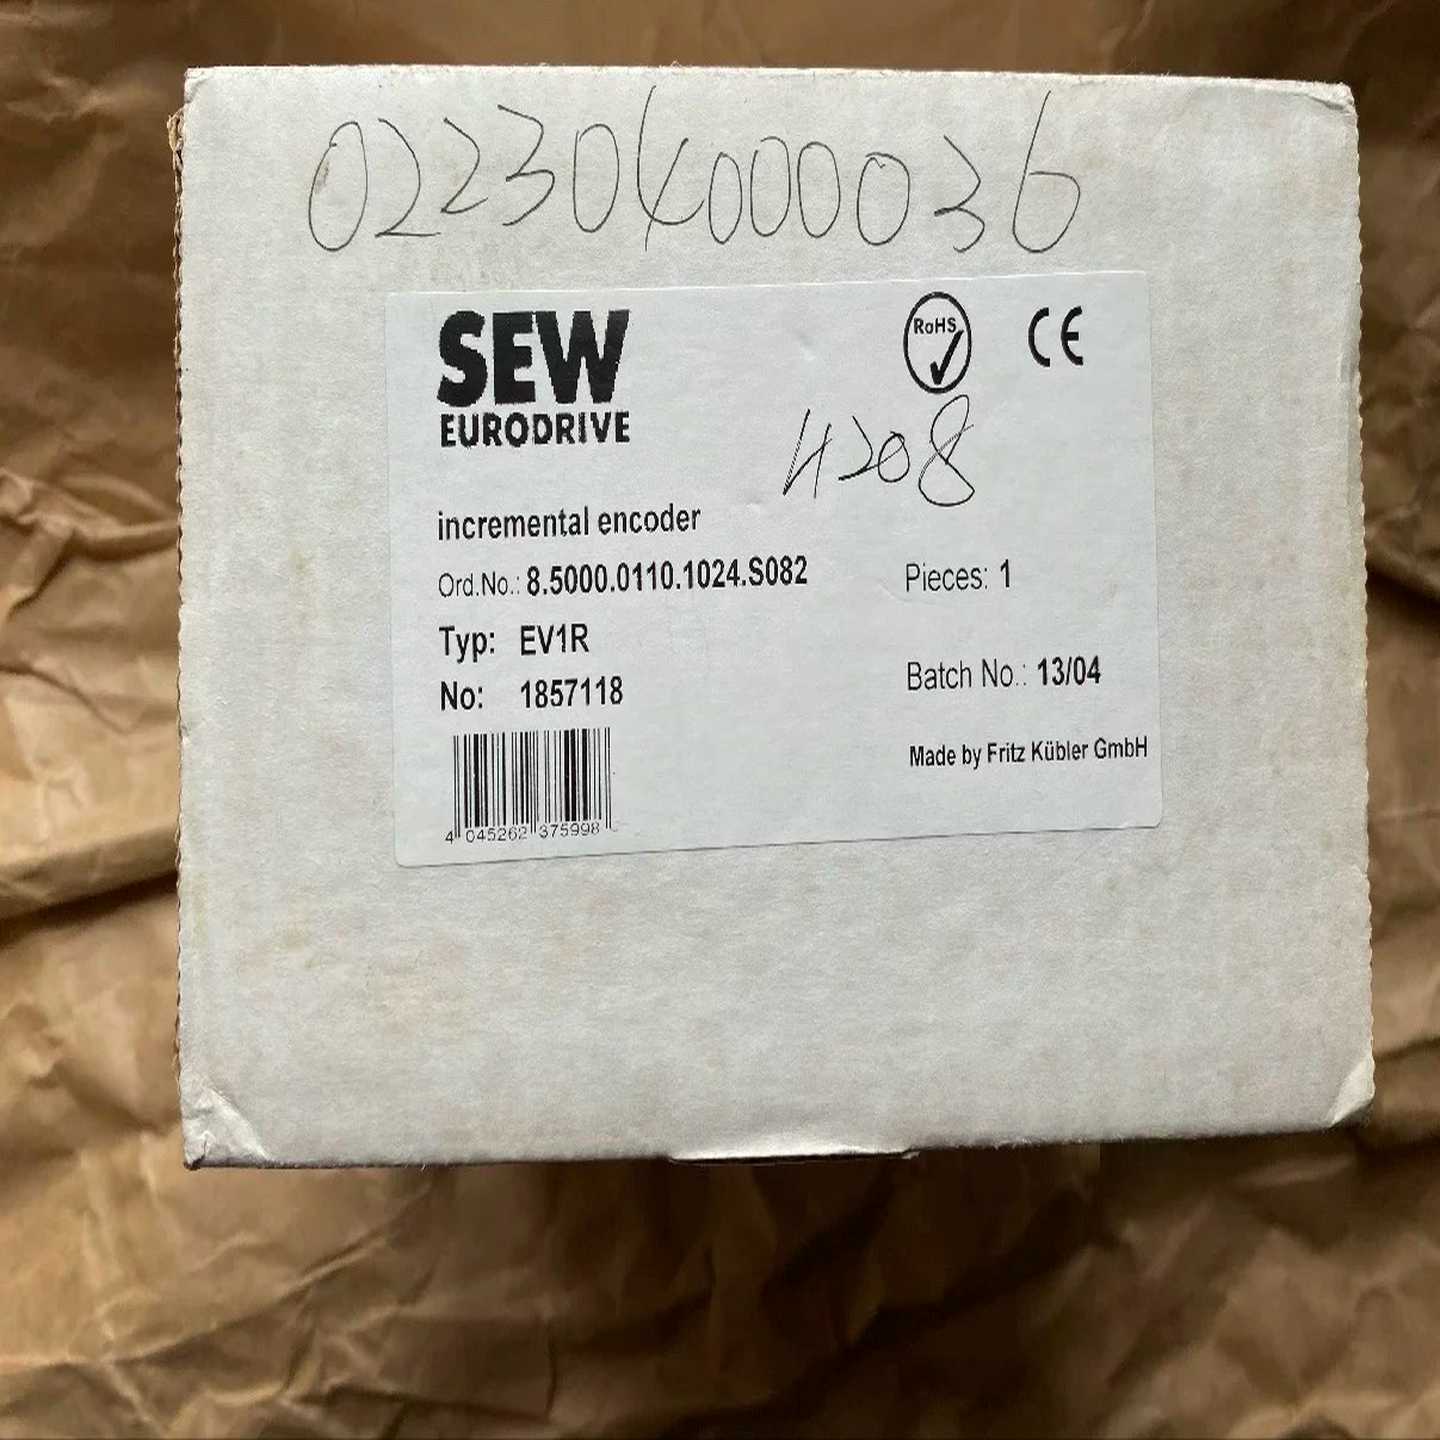 022304000036
SEW
EURODRIVE
RoHS
CE
4208
incremental encoder
Ord.No.: 8.5000.0110.1024.S082
Pieces: 1
Typ: EV1R
No: 1857118
Batch No.: 13/04
Made by Fritz Kübler GmbH
4 045262 375998